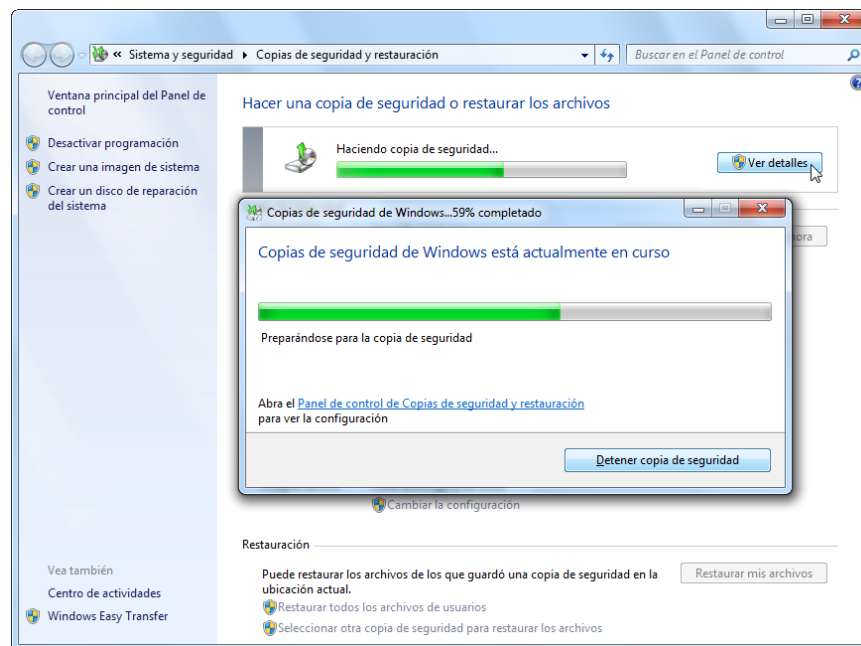 « Sistema y seguridad ▸ Copias de seguridad y restauración
Buscar en el Panel de control
Ventana principal del Panel de
control
Desactivar programación
Crear una imagen de sistema
Crear un disco de reparación
del sistema
Hacer una copia de seguridad o restaurar los archivos
Haciendo copia de seguridad...
Ver detalles
Copias de seguridad de Windows...59% completado
hora
Copias de seguridad de Windows está actualmente en curso
Preparándose para la copia de seguridad
Abra el Panel de control de Copias de seguridad y restauración
para ver la configuración
Detener copia de seguridad
Cambiar la configuración
Restauración
Puede restaurar los archivos de los que guardó una copia de seguridad en la
ubicación actual.
Restaurar mis archivos
Restaurar todos los archivos de usuarios
Seleccionar otra copia de seguridad para restaurar los archivos
Vea también
Centro de actividades
Windows Easy Transfer